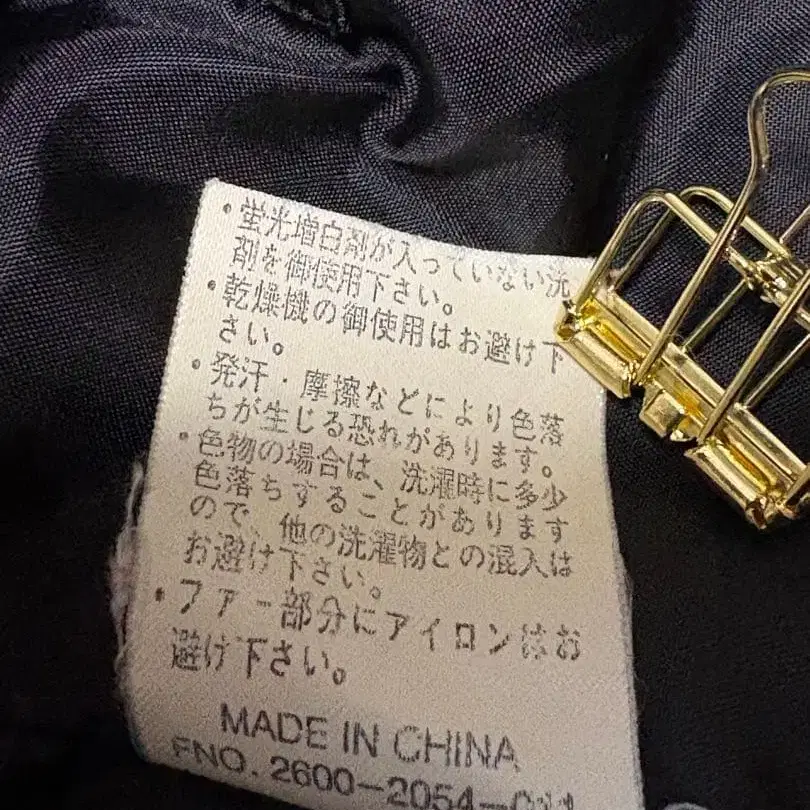 ・蛍光増白剤が入っていない洗
剤を御使用下さい。
・乾燥機の御使用はお避け下
さい。
・発汗・摩擦などにより色落
ちが生じる恐れがあります。
・色物の場合は、洗濯時に多少
色落ちすることがあります
ので、他の洗濯物との混入は
お避け下さい。
・ファー部分にアイロンはお
避け下さい。
MADE IN CHINA
FNO. 2600-2054-